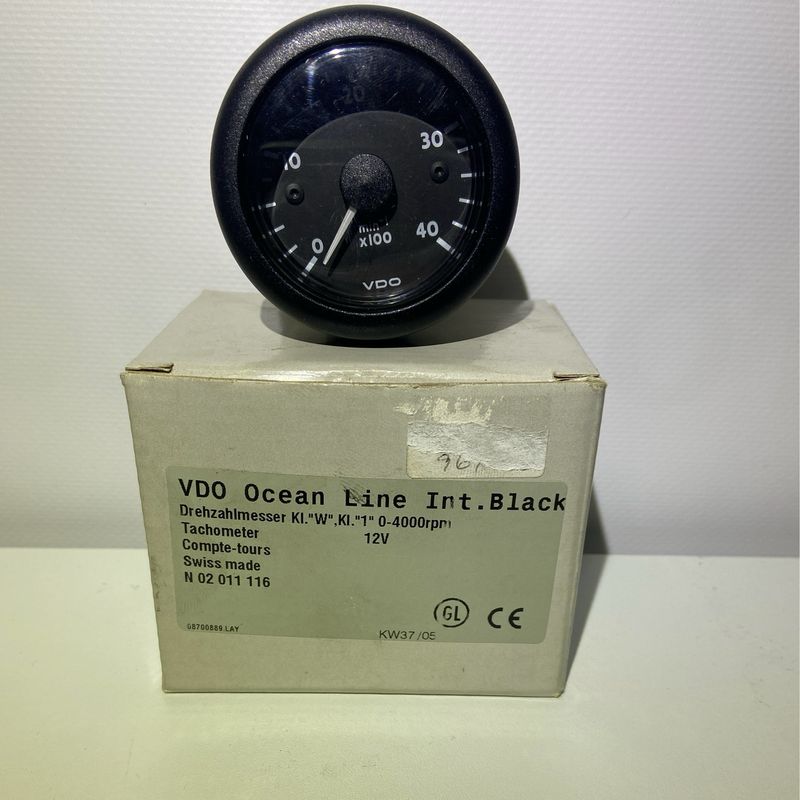 20
10
30
0
40
x100
VDO
96,
VDO Ocean Line Int.Black
Drehzahlmesser Kl."W",Kl."1" 0-4000rpm
Tachometer 12V
Compte-tours
Swiss made
N 02 011 116
GL CE
08700889.LAY
KW37/05